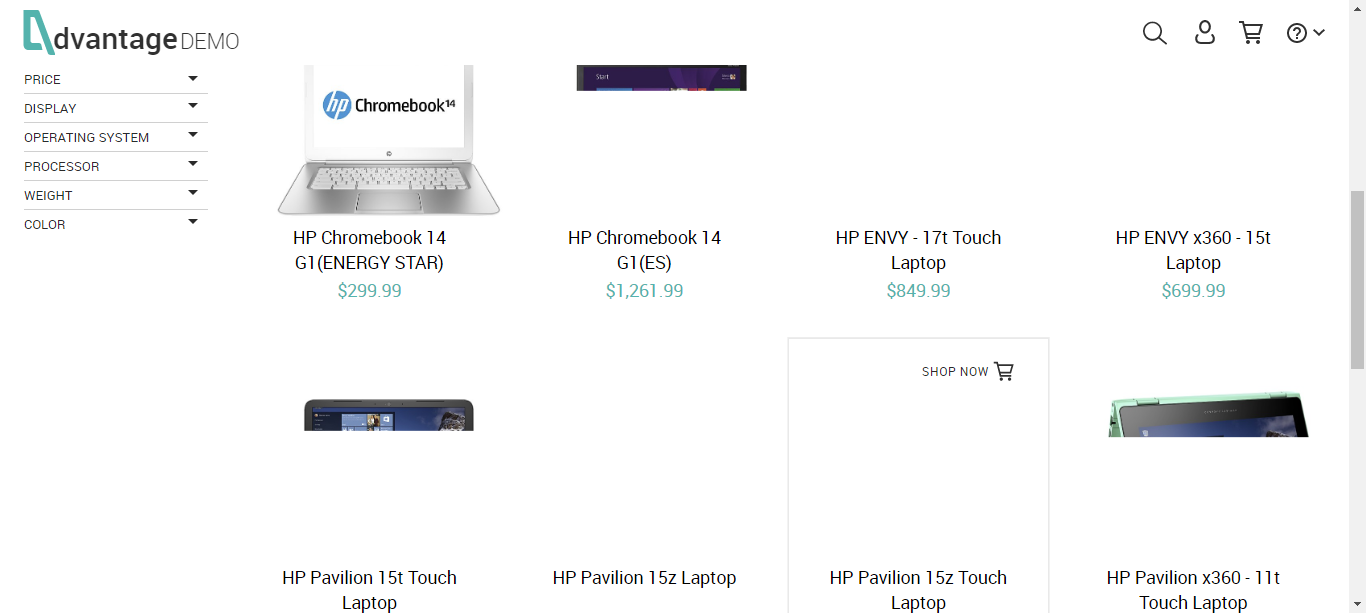 dvantage DEMO
PRICE
DISPLAY
OPERATING SYSTEM
PROCESSOR
WEIGHT
COLOR
hp Chromebook 14
Start
HP Chromebook 14
G1(ENERGY STAR)
$299.99
HP Chromebook 14
G1(ES)
$1,261.99
HP ENVY - 17t Touch
Laptop
$849.99
HP ENVY x360 - 15t
Laptop
$699.99
SHOP NOW
HP Pavilion 15t Touch
Laptop
HP Pavilion 15z Laptop
HP Pavilion 15z Touch
Laptop
HP Pavilion x360 - 11t
Touch Laptop